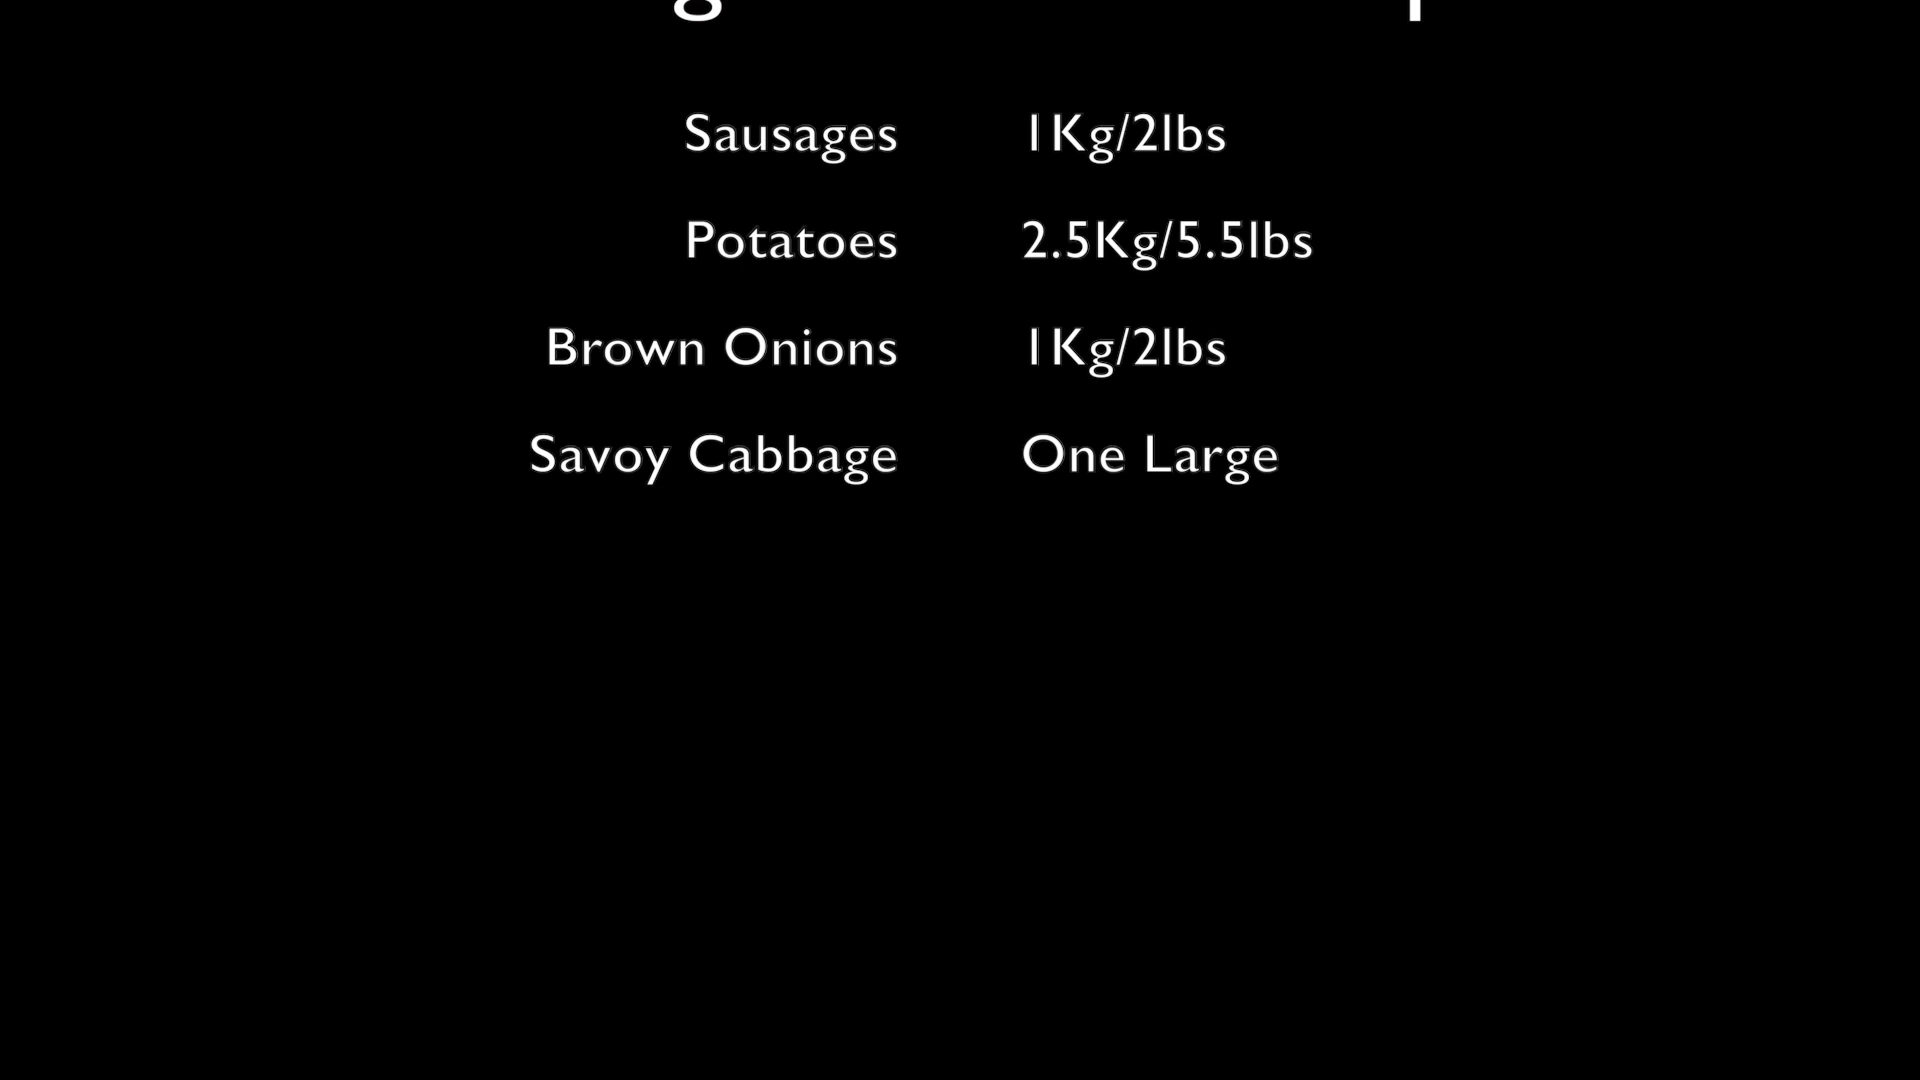 Sausages 1Kg/2lbs
Potatoes 2.5Kg/5.5lbs
Brown Onions 1Kg/2lbs
Savoy Cabbage One Large